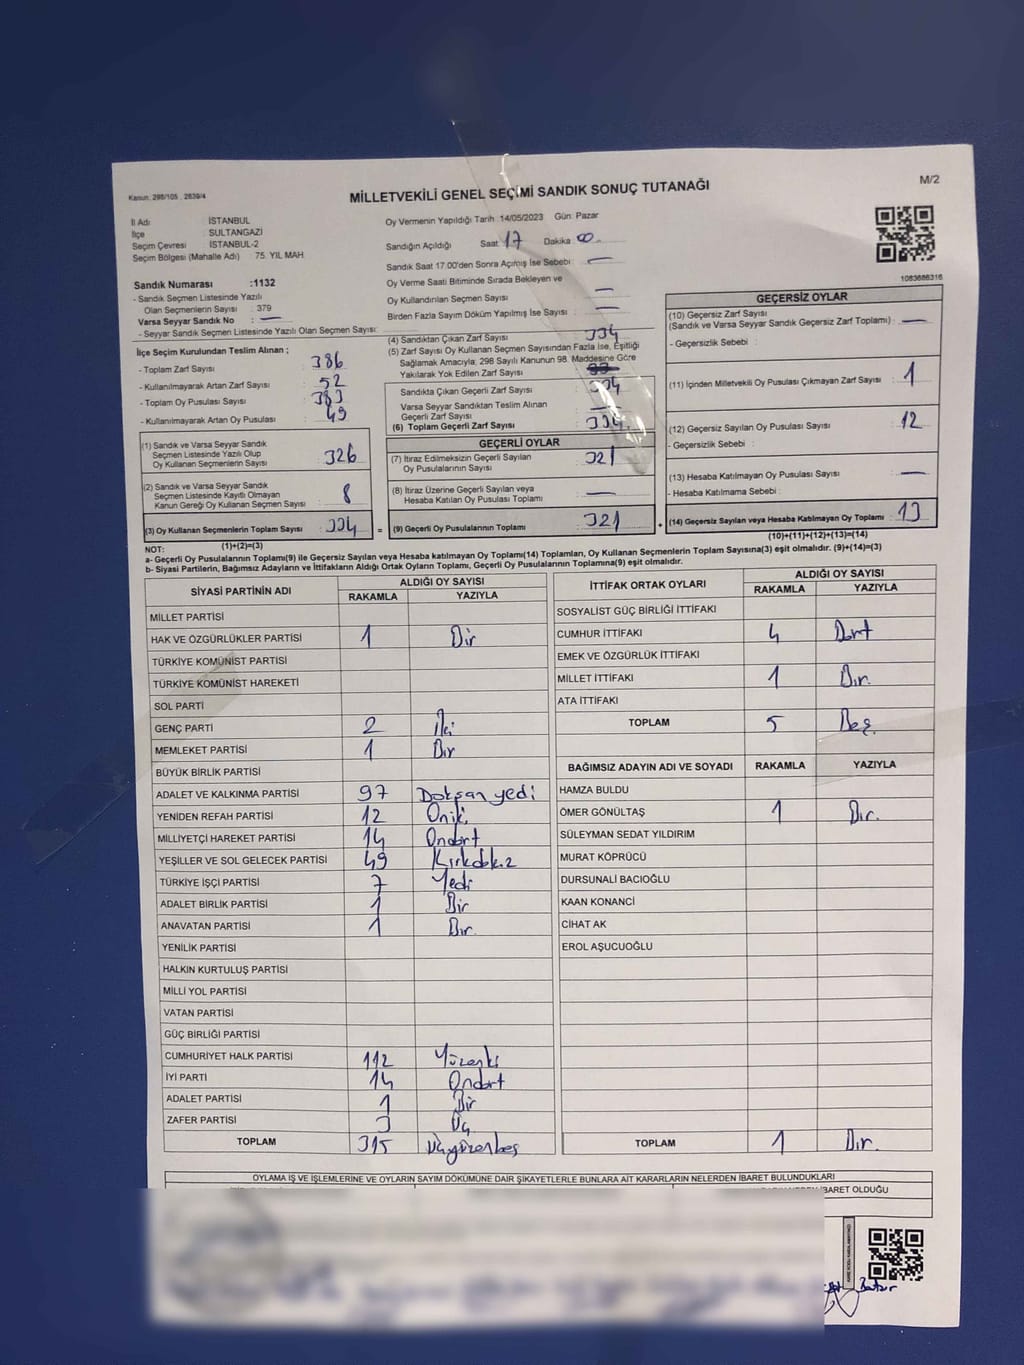 Kanun: 298/105, 2839/4
MİLLETVEKİLİ GENEL SEÇİMİ SANDIK SONUÇ TUTANAĞI
M/2
İl Adı : İSTANBUL
İlçe : SULTANGAZİ
Seçim Çevresi : İSTANBUL-2
Seçim Bölgesi (Mahalle Adı) : 75. YIL MAH.
Sandık Numarası :1132
- Sandık Seçmen Listesinde Yazılı
Olan Seçmenlerin Sayısı : 379
Varsa Seyyar Sandık No : —
- Seyyar Sandık Seçmen Listesinde Yazılı Olan Seçmen Sayısı:
İlçe Seçim Kurulundan Teslim Alınan ;
- Toplam Zarf Sayısı : 386
- Kullanılmayarak Artan Zarf Sayısı : 52
- Toplam Oy Pusulası Sayısı : 383
- Kullanılmayarak Artan Oy Pusulası : 49
(1) Sandık ve Varsa Seyyar Sandık
Seçmen Listesinde Yazılı Olup
Oy Kullanan Seçmenlerin Sayısı : 326
(2) Sandık ve Varsa Seyyar Sandık
Seçmen Listesinde Kayıtlı Olmayan
Kanun Gereği Oy Kullanan Seçmen Sayısı : 8
(3) Oy Kullanan Seçmenlerin Toplam Sayısı : 334 =
(1)+(2)=(3)
Oy Vermenin Yapıldığı Tarih :14/05/2023 Gün: Pazar
Sandığın Açıldığı Saat 17 Dakika 00.
Sandık Saat 17.00'den Sonra Açılmış İse Sebebi : —
Oy Verme Saati Bitiminde Sırada Bekleyen ve
Oy Kullandırılan Seçmen Sayısı : —
Birden Fazla Sayım Döküm Yapılmış İse Sayısı : —
(4) Sandıktan Çıkan Zarf Sayısı : 334
(5) Zarf Sayısı Oy Kullanan Seçmen Sayısından Fazla İse, Eşitliği
Sağlamak Amacıyla; 298 Sayılı Kanunun 98. Maddesine Göre
Yakılarak Yok Edilen Zarf Sayısı :
Sandıkta Çıkan Geçerli Zarf Sayısı : 334
Varsa Seyyar Sandıktan Teslim Alınan
Geçerli Zarf Sayısı : —
(6) Toplam Geçerli Zarf Sayısı : 334.
GEÇERLİ OYLAR
(7) İtiraz Edilmeksizin Geçerli Sayılan
Oy Pusulalarının Sayısı : 321
(8) İtiraz Üzerine Geçerli Sayılan veya
Hesaba Katılan Oy Pusulası Toplamı : —
(9) Geçerli Oy Pusulalarının Toplamı : 321 +
1083686316
GEÇERSİZ OYLAR
(10) Geçersiz Zarf Sayısı
(Sandık ve Varsa Seyyar Sandık Geçersiz Zarf Toplamı) : —
- Geçersizlik Sebebi :
(11) İçinden Milletvekili Oy Pusulası Çıkmayan Zarf Sayısı : 1
(12) Geçersiz Sayılan Oy Pusulası Sayısı : 12
- Geçersizlik Sebebi :
(13) Hesaba Katılmayan Oy Pusulası Sayısı : —
- Hesaba Katılmama Sebebi :
(14) Geçersiz Sayılan veya Hesaba Katılmayan Oy Toplamı : 13
(10)+(11)+(12)+(13)=(14)
NOT:
a- Geçerli Oy Pusulalarının Toplamı(9) ile Geçersiz Sayılan veya Hesaba katılmayan Oy Toplamı(14) Toplamları, Oy Kullanan Seçmenlerin Toplam Sayısına(3) eşit olmalıdır. (9)+(14)=(3)
b- Siyasi Partilerin, Bağımsız Adayların ve İttifakların Aldığı Ortak Oyların Toplamı, Geçerli Oy Pusulalarının Toplamına(9) eşit olmalıdır.
SİYASİ PARTİNİN ADI ALDIĞI OY SAYISI
RAKAMLA YAZIYLA
MİLLET PARTİSİ
HAK VE ÖZGÜRLÜKLER PARTİSİ 1 Bir
TÜRKİYE KOMÜNİST PARTİSİ
TÜRKİYE KOMÜNİST HAREKETİ
SOL PARTİ
GENÇ PARTİ 2 İki
MEMLEKET PARTİSİ 1 Bir
BÜYÜK BİRLİK PARTİSİ
ADALET VE KALKINMA PARTİSİ 97 Doksan yedi
YENİDEN REFAH PARTİSİ 12 Oniki
MİLLİYETÇİ HAREKET PARTİSİ 14 Ondört
YEŞİLLER VE SOL GELECEK PARTİSİ 49 Kırkdokuz
TÜRKİYE İŞÇİ PARTİSİ 7 Yedi
ADALET BİRLİK PARTİSİ 1 Bir
ANAVATAN PARTİSİ 1 Bir.
YENİLİK PARTİSİ
HALKIN KURTULUŞ PARTİSİ
MİLLİ YOL PARTİSİ
VATAN PARTİSİ
GÜÇ BİRLİĞİ PARTİSİ
CUMHURİYET HALK PARTİSİ 112
İYİ PARTİ 14 Ondört
ADALET PARTİSİ 1 Bir
ZAFER PARTİSİ 3 Üç
TOPLAM 315 Üçyüzonbeş
İTTİFAK ORTAK OYLARI ALDIĞI OY SAYISI
RAKAMLA YAZIYLA
SOSYALİST GÜÇ BİRLİĞİ İTTİFAKI
CUMHUR İTTİFAKI 4 Dört
EMEK VE ÖZGÜRLÜK İTTİFAKI
MİLLET İTTİFAKI 1 Bir.
ATA İTTİFAKI
TOPLAM 5 Beş.
BAĞIMSIZ ADAYIN ADI VE SOYADI RAKAMLA YAZIYLA
HAMZA BULDU
ÖMER GÖNÜLTAŞ 1 Bir.
SÜLEYMAN SEDAT YILDIRIM
MURAT KÖPRÜCÜ
DURSUNALİ BACIOĞLU
KAAN KONANCİ
CİHAT AK
EROL AŞUCUOĞLU
TOPLAM 1 Bir.
OYLAMA İŞ VE İŞLEMLERİNE VE OYLARIN SAYIM DÖKÜMÜNE DAİR ŞİKAYETLERLE BUNLARA AİT KARARLARIN NELERDEN İBARET BULUNDUKLARI
İBARET OLDUĞU